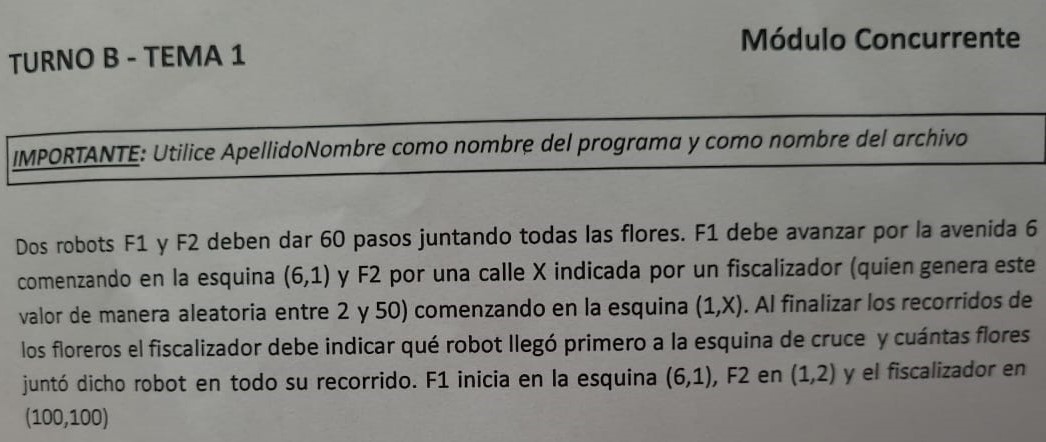 Módulo Concurrente
TURNO B - TEMA 1
IMPORTANTE: Utilice ApellidoNombre como nombre del programa y como nombre del archivo
Dos robots F1 y F2 deben dar 60 pasos juntando todas las flores. F1 debe avanzar por la avenida 6
comenzando en la esquina (6,1) y F2 por una calle X indicada por un fiscalizador (quien genera este
valor de manera aleatoria entre 2 y 50) comenzando en la esquina (1,X). Al finalizar los recorridos de
los floreros el fiscalizador debe indicar qué robot llegó primero a la esquina de cruce y cuántas flores
juntó dicho robot en todo su recorrido. F1 inicia en la esquina (6,1), F2 en (1,2) y el fiscalizador en
(100,100)